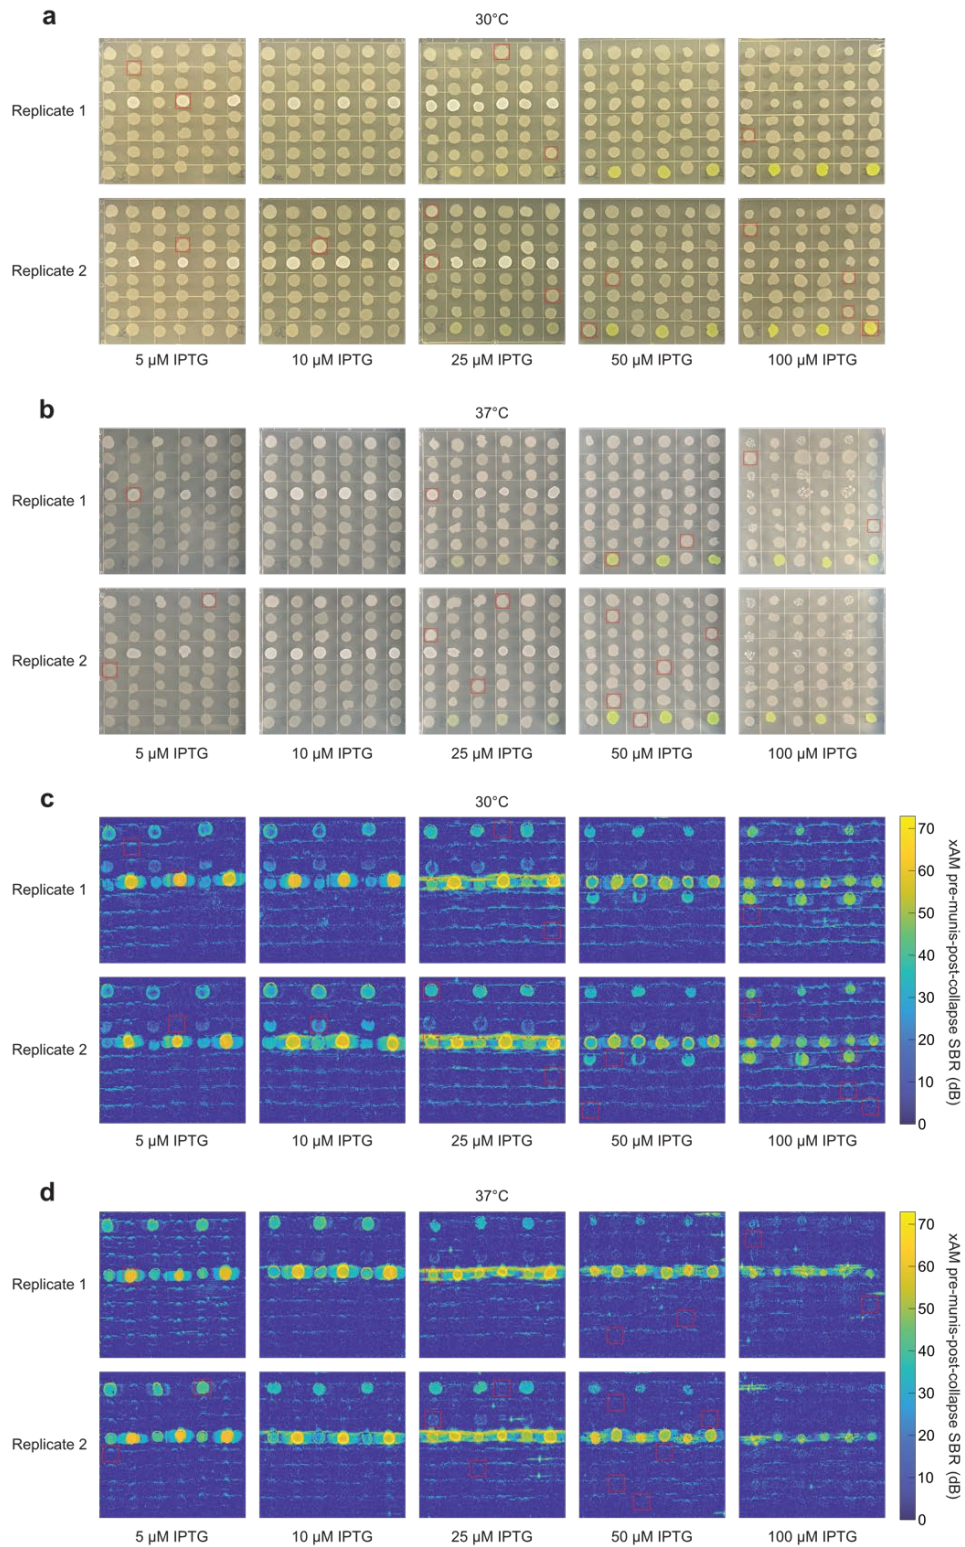 a
30°C
Replicate 1
Replicate 2
5 µM IPTG 10 µM IPTG 25 µM IPTG 50 µM IPTG 100 µM IPTG
b
37°C
Replicate 1
Replicate 2
5 µM IPTG 10 µM IPTG 25 µM IPTG 50 µM IPTG 100 µM IPTG
c
30°C
Replicate 1
Replicate 2
5 µM IPTG 10 µM IPTG 25 µM IPTG 50 µM IPTG 100 µM IPTG
70
60
50
40
30
20
10
0
xAM pre-munis-post-collapse SBR (dB)
d
37°C
Replicate 1
Replicate 2
5 µM IPTG 10 µM IPTG 25 µM IPTG 50 µM IPTG 100 µM IPTG
70
60
50
40
30
20
10
0
xAM pre-munis-post-collapse SBR (dB)